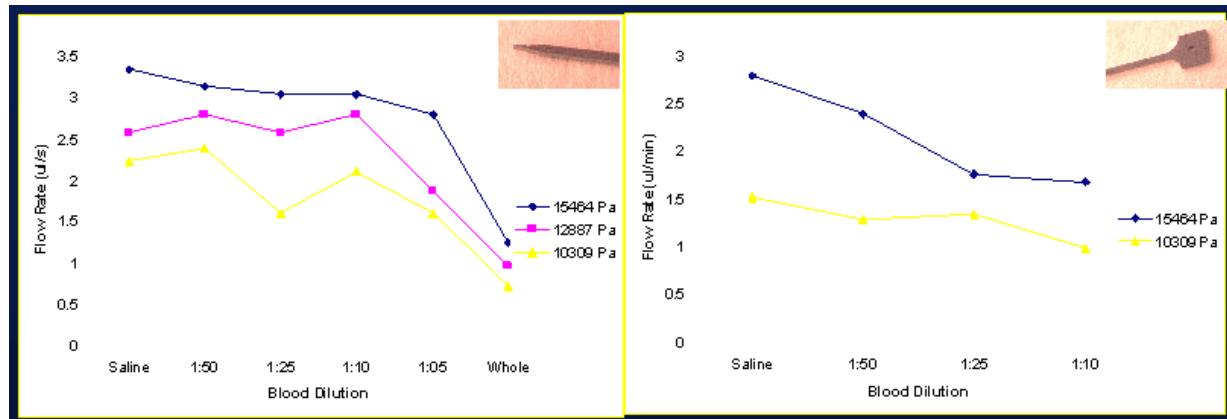 3.5
3
2.5
2
1.5
1
0.5
0
Flow Rate (ul/s)
Saline 1:50 1:25 1:10 1:05 Whole
Blood Dilution
15464 Pa
12887 Pa
10309 Pa
3
2.5
2
1.5
1
0.5
0
Flow Rate (ul/min)
Saline 1:50 1:25 1:10
Blood Dilution
15464 Pa
10309 Pa